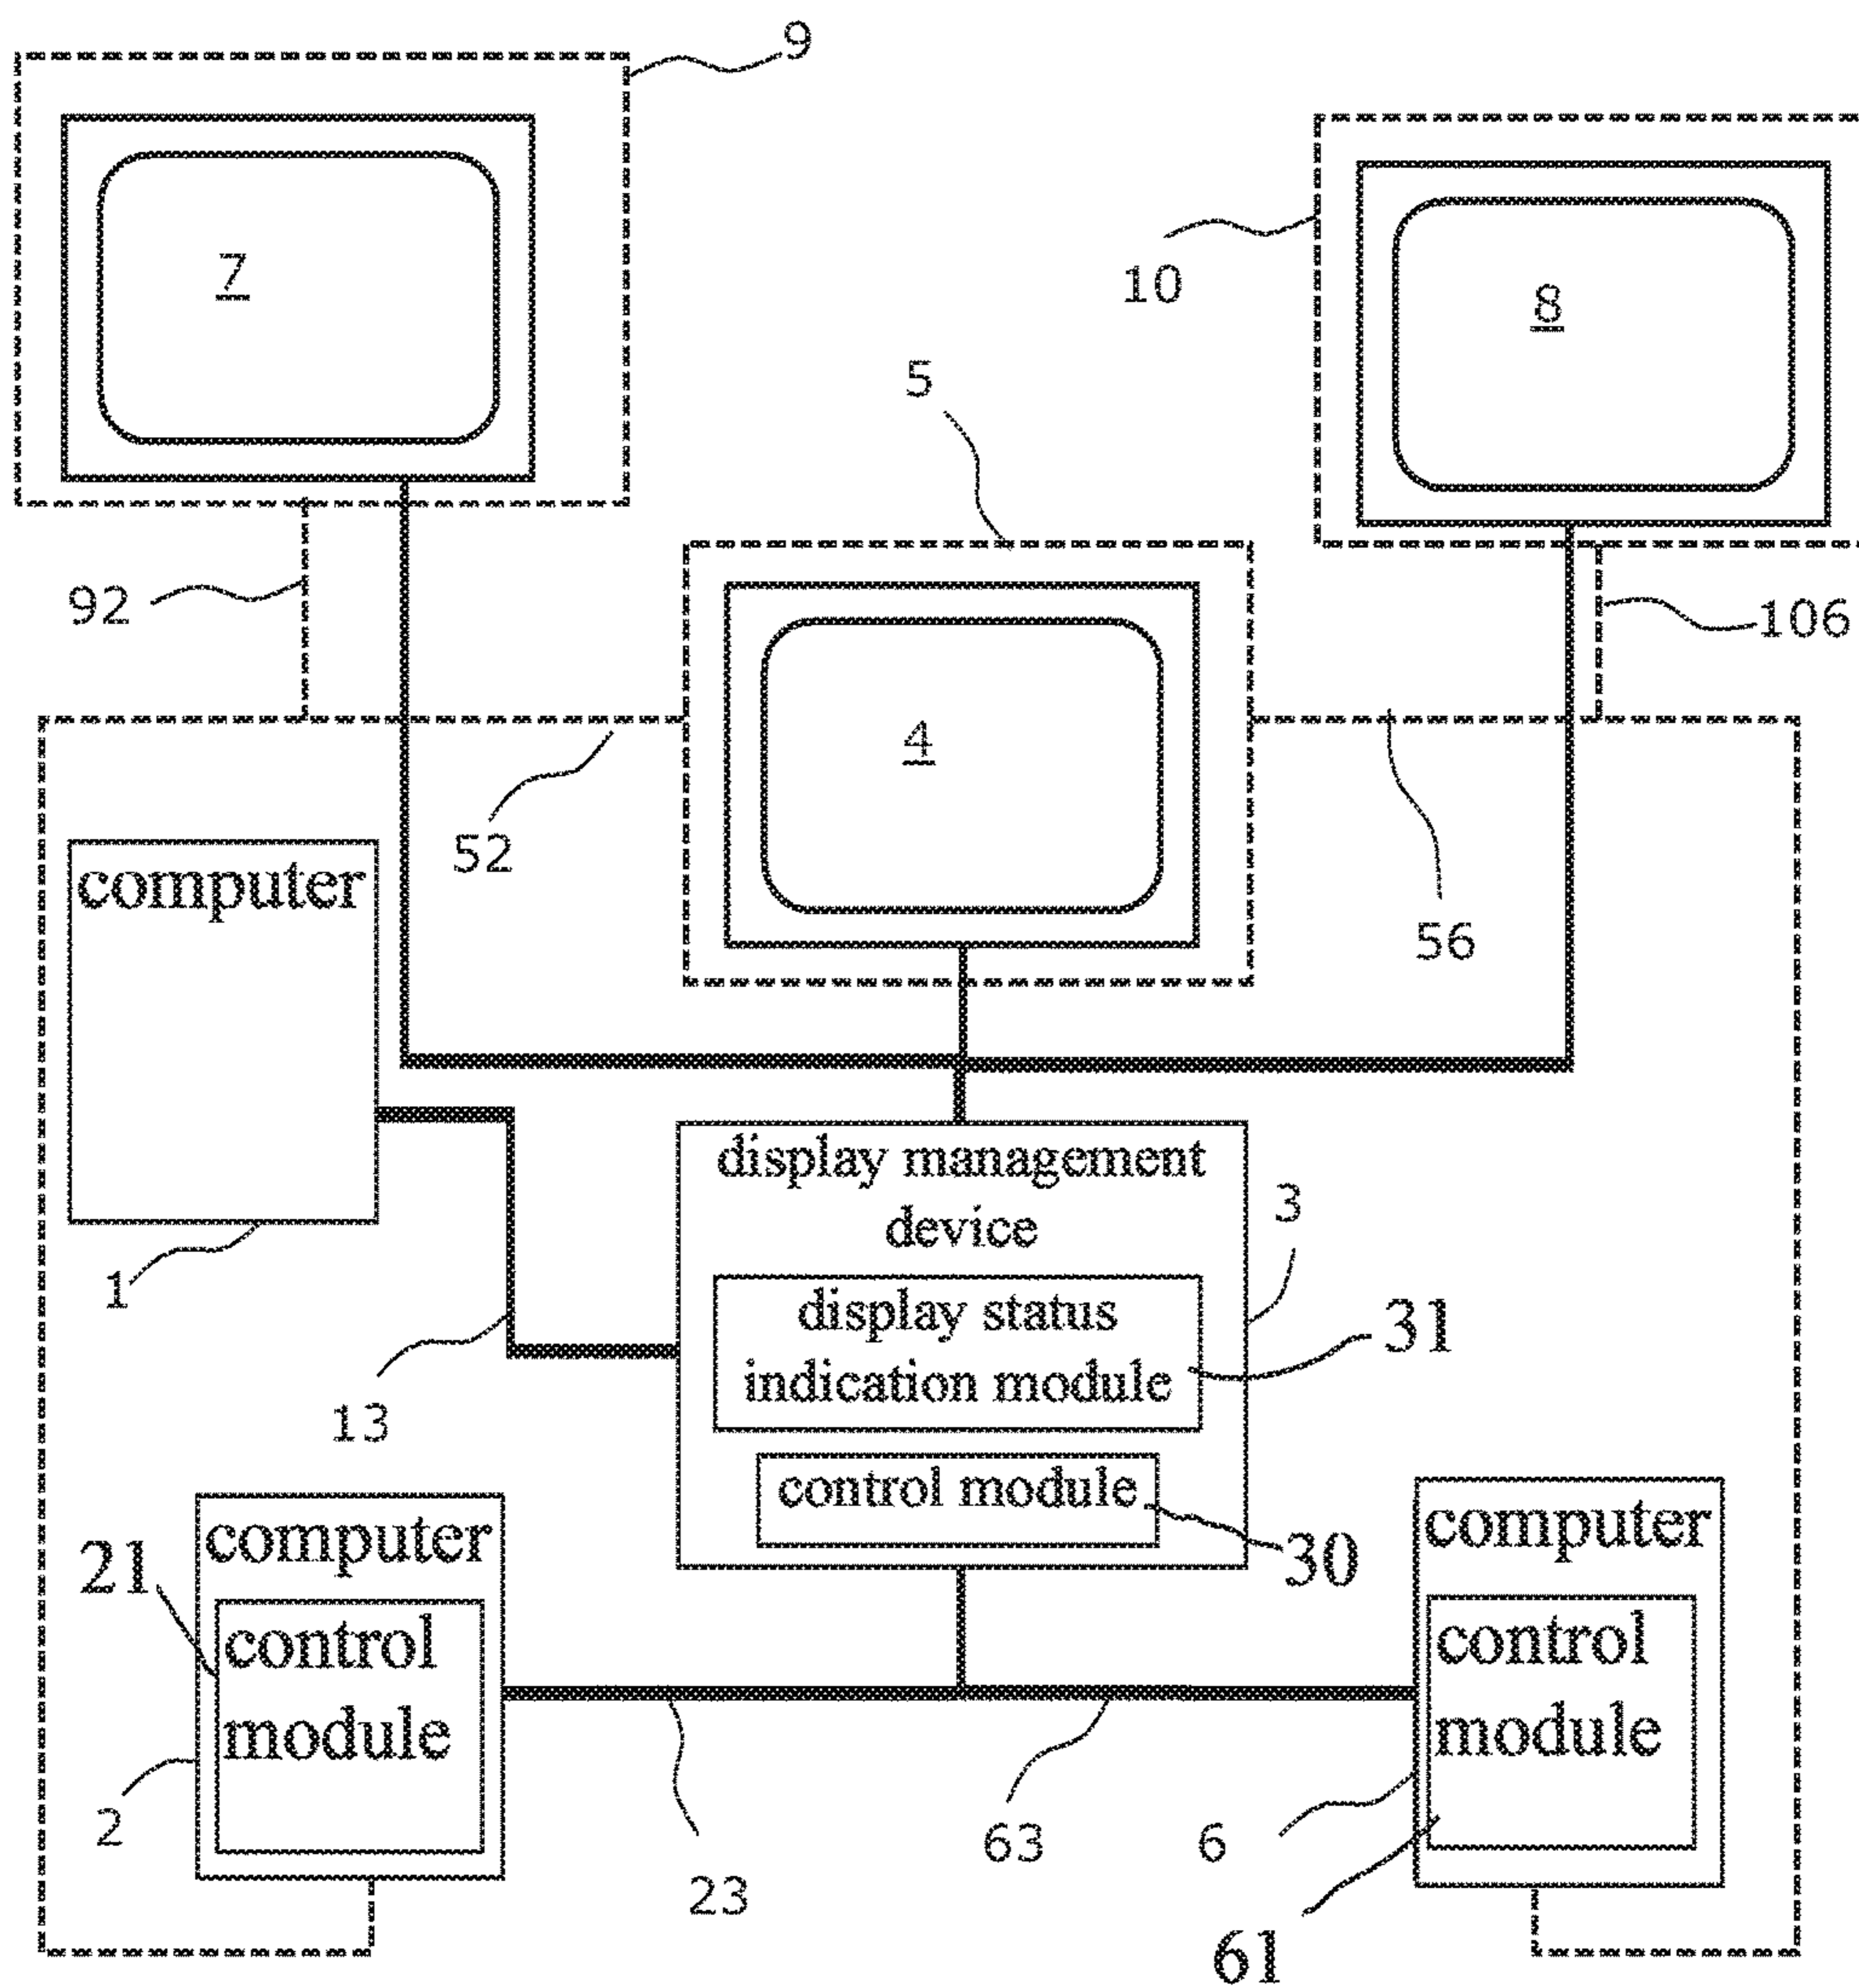 9
7
10
8
5
92
106
4
52
56
computer
display management
device
3
1
display status
indication module
31
13
control module
30
computer
21
control
module
2
computer
control
module
23
63
6
61